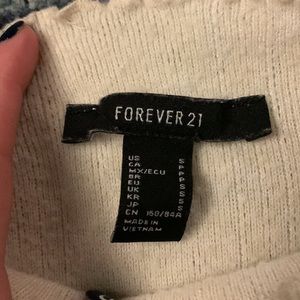 FOREVER 21
US S
CA P
MX/ECU P
BR P
EU S
UK S
KR S
JP S
CN 160/84A
MADE IN
VIETNAM